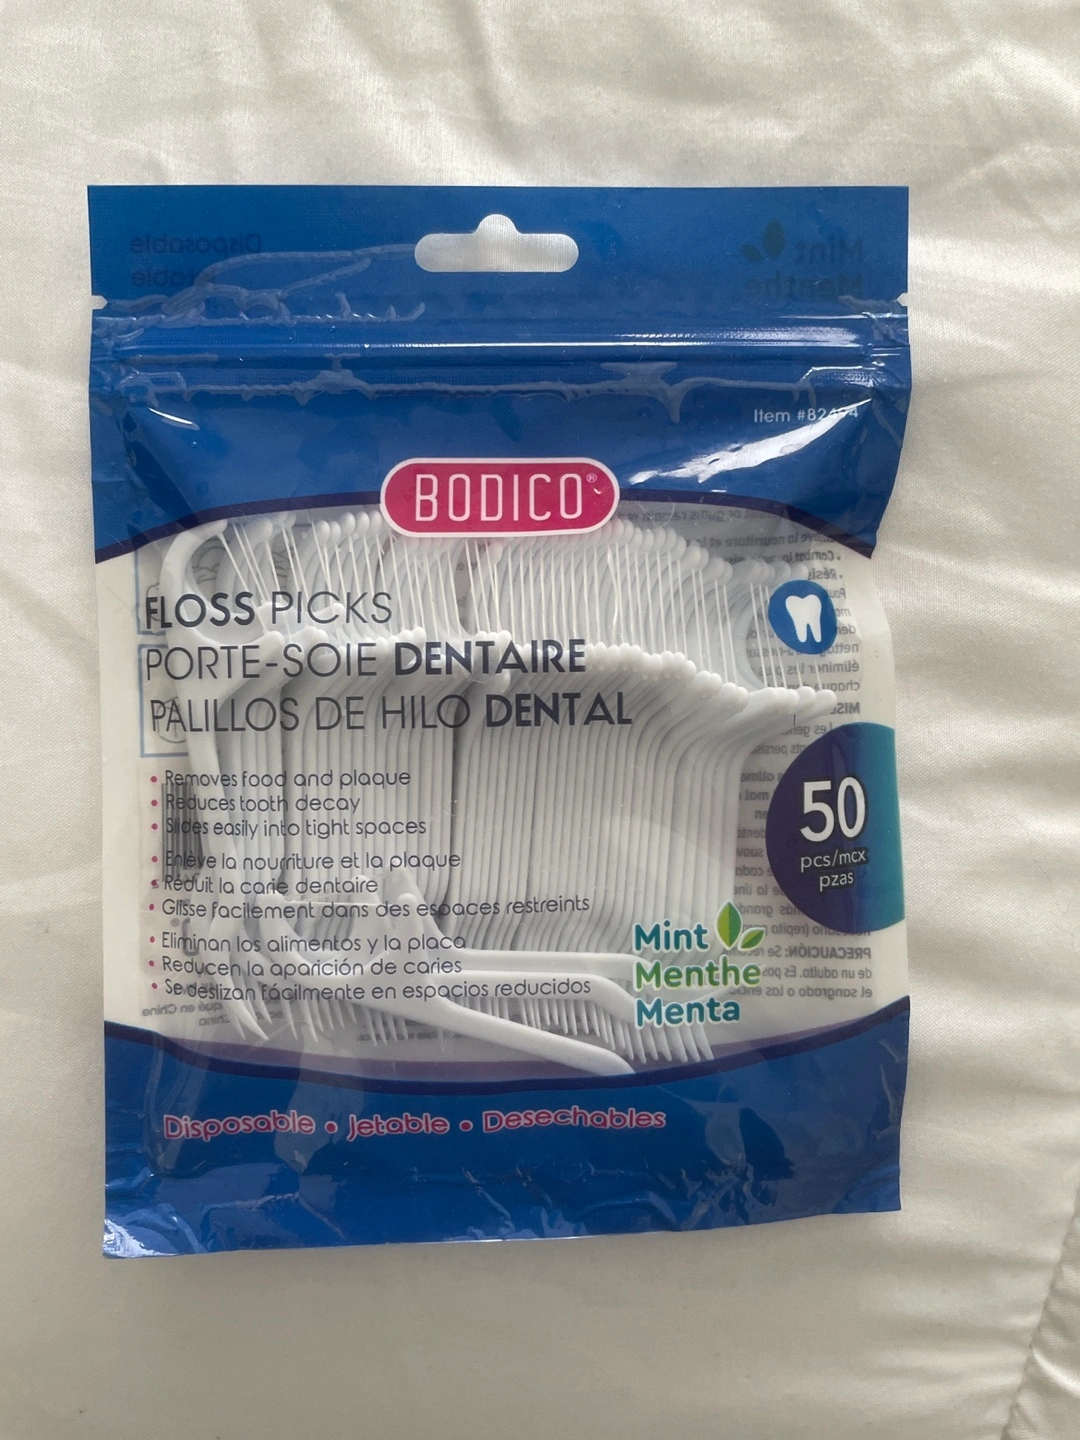 Item #82494
BODICO®
FLOSS PICKS
PORTE-SOIE DENTAIRE
PALILLOS DE HILO DENTAL
• Removes food and plaque
• Reduces tooth decay
• Slides easily into tight spaces
• Enlève la nourriture et la plaque
• Réduit la carie dentaire
• Glisse facilement dans des espaces restreints
• Eliminan los alimentos y la placa
• Reducen la aparición de caries
• Se deslizan fácilmente en espacios reducidos
50
pcs/mcx
pzas
Mint
Menthe
Menta
Disposable • Jetable • Desechables